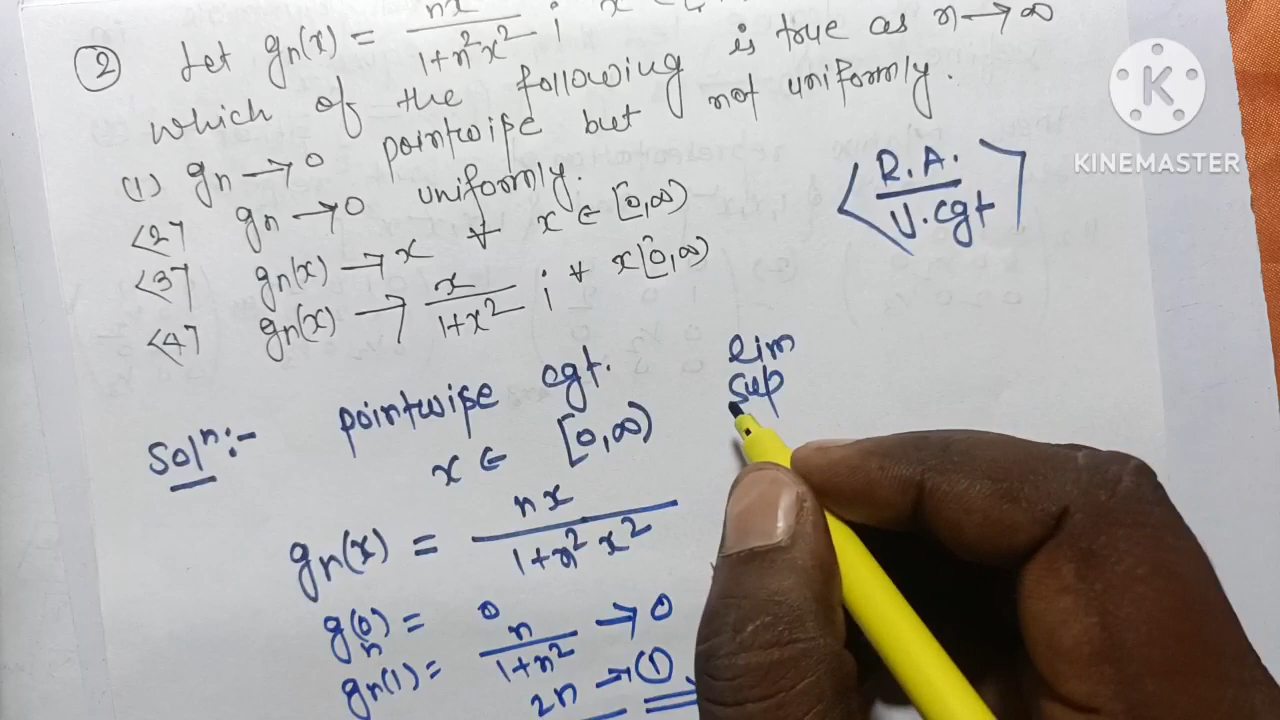 ② Let gn(x) = nx / 1+n²x² ; x ∈
which of the following is true as n → ∞
(1) gn → 0 pointwise but not uniformly.
<2> gn → 0 uniformly.
<3> gn(x) → x ∀ x ∈ [0,∞)
<4> gn(x) → x / 1+x² ; ∀ x[0,∞)
< R.A. / U.cgt >
Solⁿ:- pointwise cgt.
x ∈ [0,∞)
lim
sup
gn(x) = nx / 1+n²x²
gn(0) = 0
gn(1) = n / 1+n² → 0
2n → ①
K
KINEMASTER